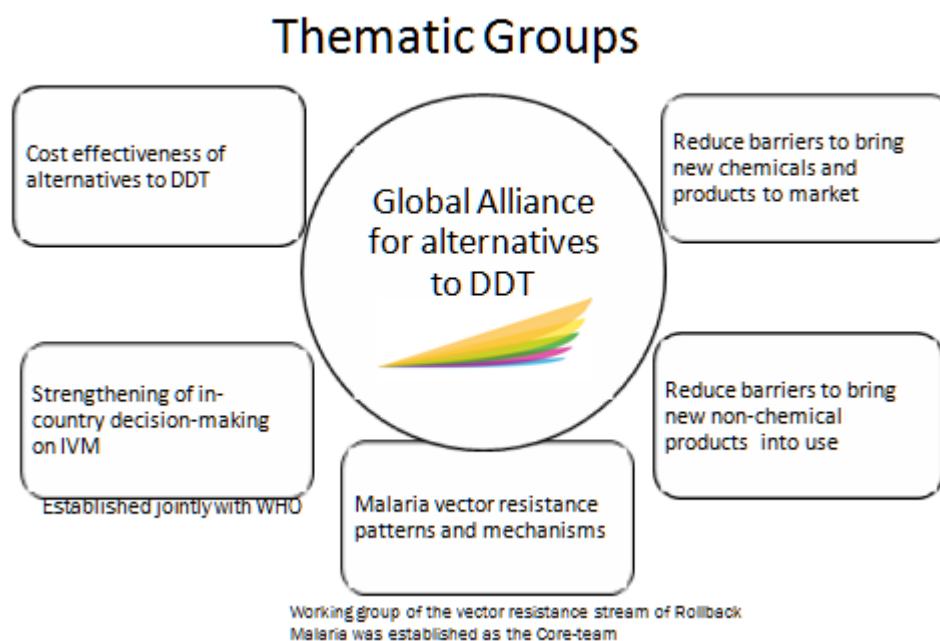 Thematic Groups
Cost effectiveness of
alternatives to DDT
Global Alliance
for alternatives
to DDT
Reduce barriers to bring
new chemicals and
products to market
Strengthening of in-
country decision-making
on IVM
Established jointly with WHO
Reduce barriers to bring
new non-chemical
products into use
Malaria vector resistance
patterns and mechanisms
Working group of the vector resistance stream of Rollback
Malaria was established as the Core-team